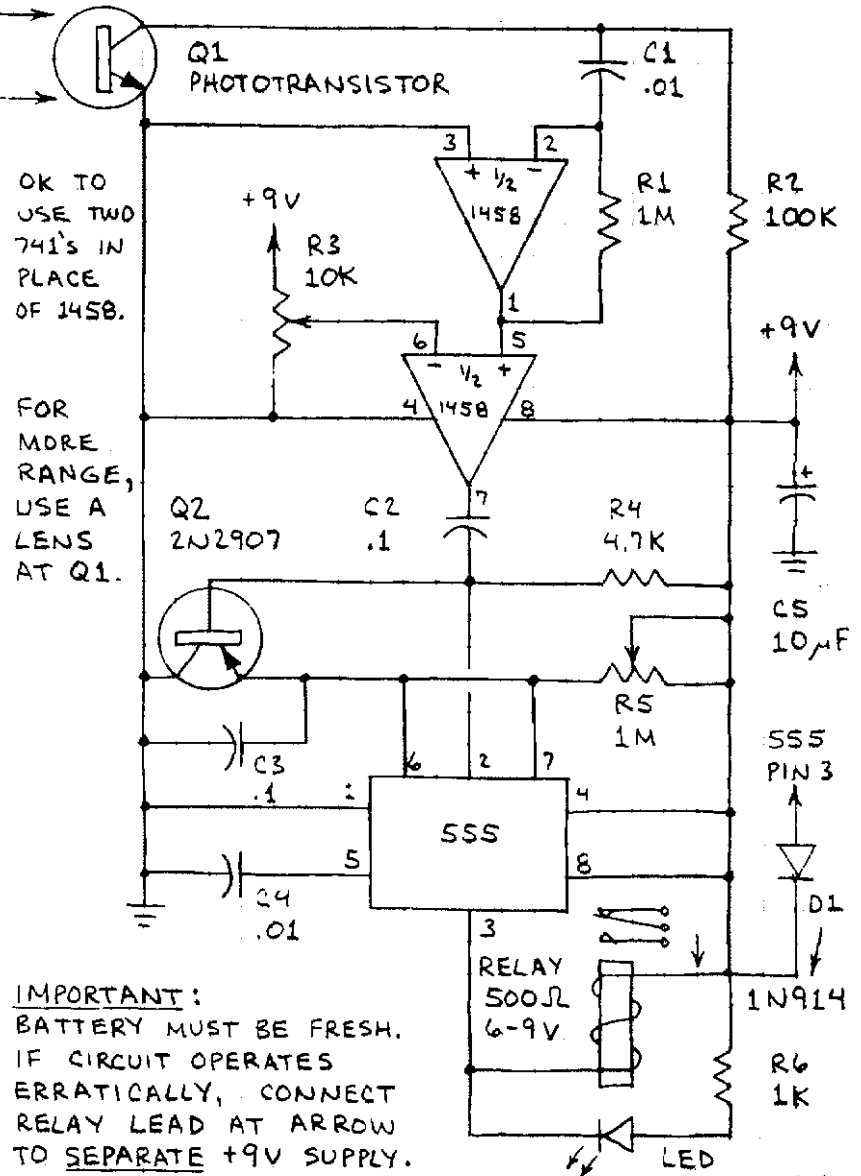 Q1
PHOTOTRANSISTOR
C1
.01
3
2
+
1/2
-
1458
1
R1
1M
R2
100K
OK TO
USE TWO
741's IN
PLACE
OF 1458.
+9V
R3
10K
6
5
-
1/2
+
4
1458
8
7
+9V
+
C5
10µF
FOR
MORE
RANGE,
USE A
LENS
AT Q1.
Q2
2N2907
C2
.1
R4
4.7K
R5
1M
C3
.1
6
2
7
1
555
4
5
8
3
C4
.01
555
PIN 3
D1
1N914
RELAY
500Ω
6-9V
R6
1K
LED
IMPORTANT:
BATTERY MUST BE FRESH.
IF CIRCUIT OPERATES
ERRATICALLY, CONNECT
RELAY LEAD AT ARROW
TO SEPARATE +9V SUPPLY.